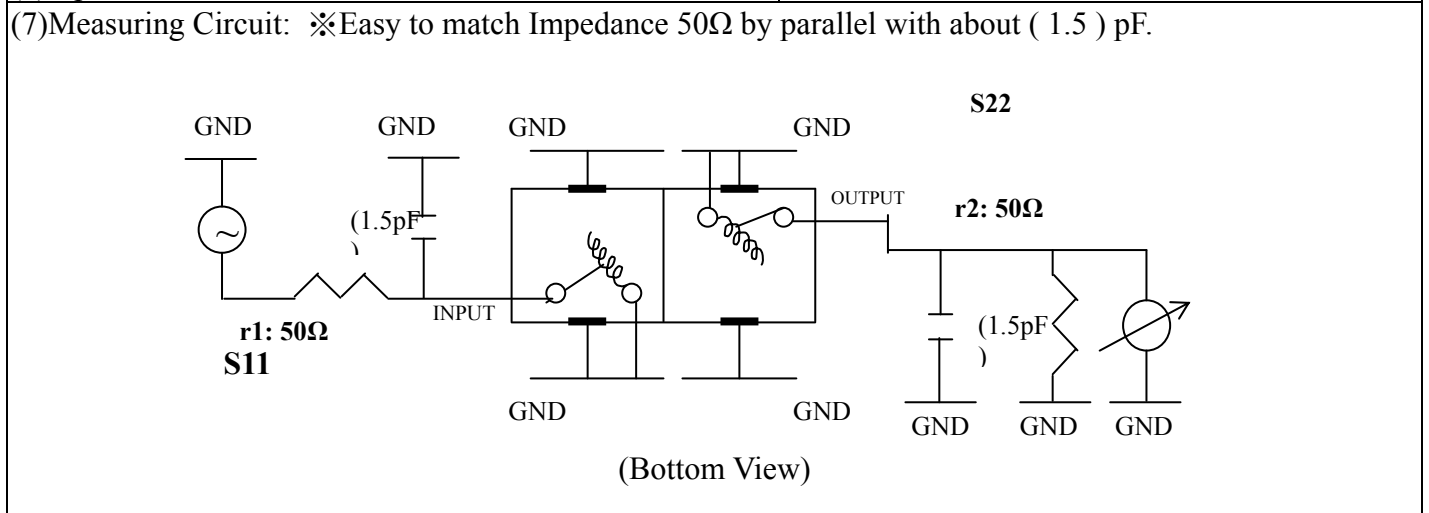 (7)Measuring Circuit: ※Easy to match Impedance 50Ω by parallel with about ( 1.5 ) pF.
S22
GND GND GND GND
OUTPUT
r2: 50Ω
(1.5pF
)
INPUT
(1.5pF
)
r1: 50Ω
S11
GND GND
GND GND GND
(Bottom View)